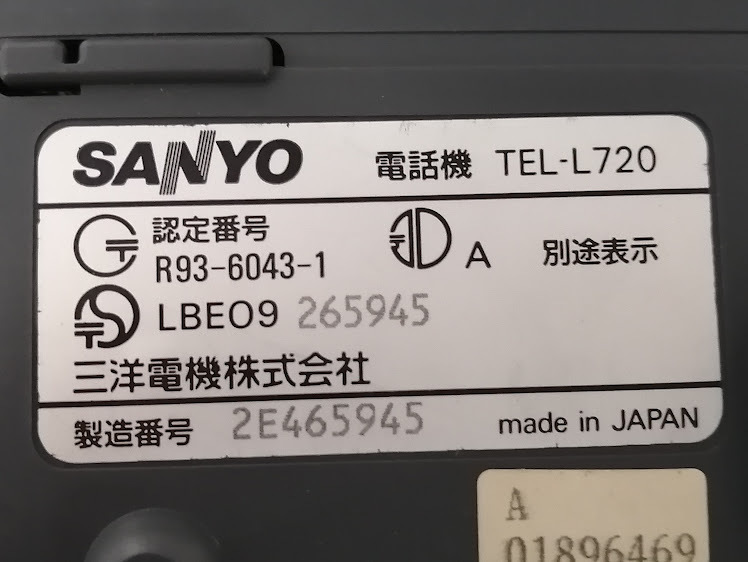 SANYO 電話機 TEL-L720
認定番号
R93-6043-1
A 別途表示
LBE09 265945
三洋電機株式会社
製造番号 2E465945 made in JAPAN
A
01896469